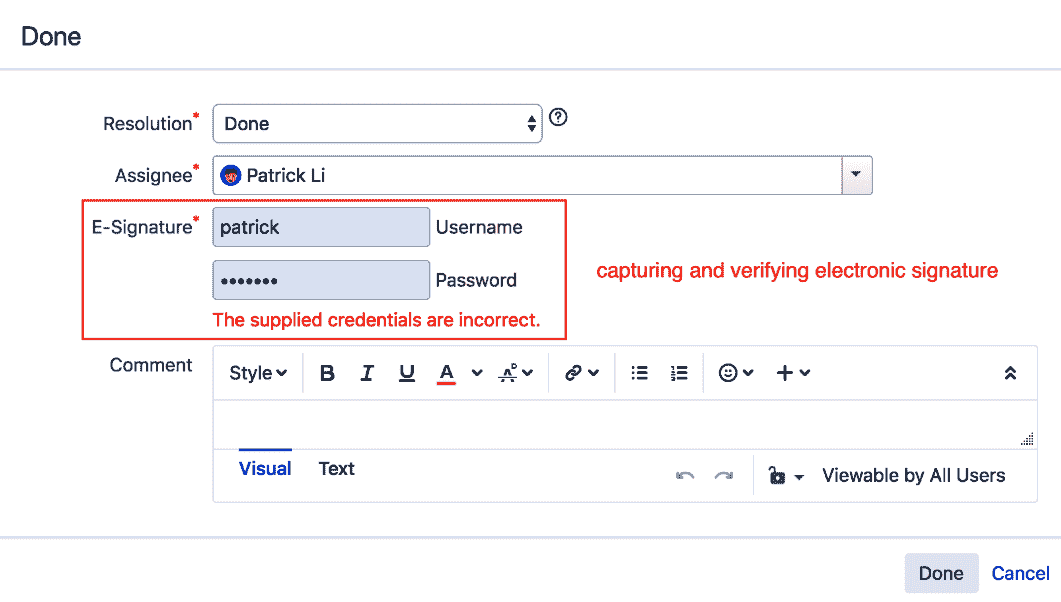 Done
Resolution*
Done
Assignee*
Patrick Li
E-Signature*
patrick
Username
•••••••
Password
The supplied credentials are incorrect.
capturing and verifying electronic signature
Comment
Style
B I U A
Visual Text
Viewable by All Users
Done Cancel